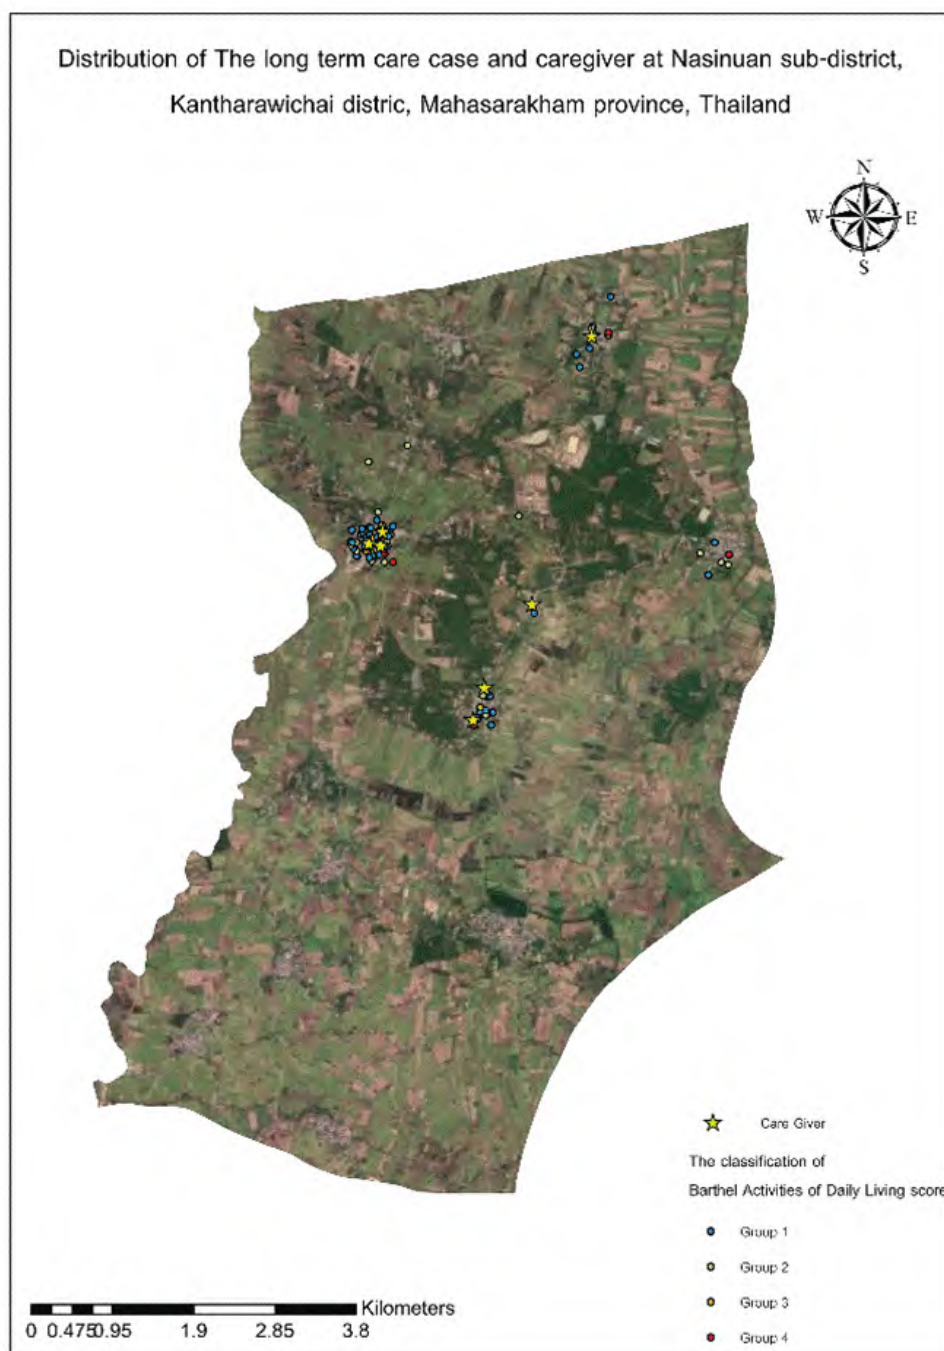 Distribution of The long term care case and caregiver at Nasinuan sub-district,
Kantharawichai distric, Mahasarakham province, Thailand
N
W E
S
Care Giver
The classification of
Barthel Activities of Daily Living score
Group 1
Group 2
Group 3
Group 4
Kilometers
0 0.475 0.95 1.9 2.85 3.8